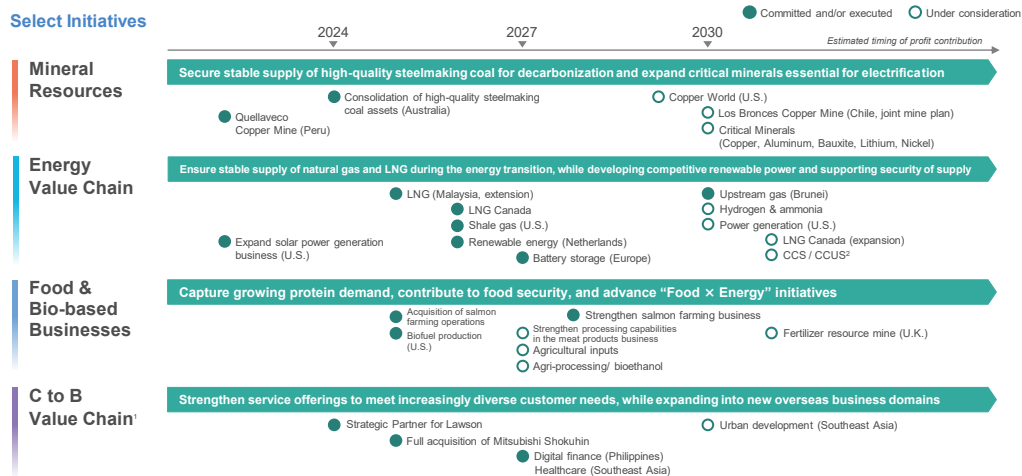 Select Initiatives
Committed and/or executed
Under consideration
2024
2027
2030
Estimated timing of profit contribution
Mineral
Resources
Secure stable supply of high-quality steelmaking coal for decarbonization and expand critical minerals essential for electrification
Consolidation of high-quality steelmaking
coal assets (Australia)
Quellaveco
Copper Mine (Peru)
Copper World (U.S.)
Los Bronces Copper Mine (Chile, joint mine plan)
Critical Minerals
(Copper, Aluminum, Bauxite, Lithium, Nickel)
Energy
Value Chain
Ensure stable supply of natural gas and LNG during the energy transition, while developing competitive renewable power and supporting security of supply
LNG (Malaysia, extension)
LNG Canada
Shale gas (U.S.)
Renewable energy (Netherlands)
Battery storage (Europe)
Expand solar power generation
business (U.S.)
Upstream gas (Brunei)
Hydrogen & ammonia
Power generation (U.S.)
LNG Canada (expansion)
CCS / CCUS²
Food &
Bio-based
Businesses
Capture growing protein demand, contribute to food security, and advance “Food × Energy” initiatives
Acquisition of salmon
farming operations
Biofuel production
(U.S.)
Strengthen salmon farming business
Strengthen processing capabilities
in the meat products business
Agricultural inputs
Agri-processing/ bioethanol
Fertilizer resource mine (U.K.)
C to B
Value Chain¹
Strengthen service offerings to meet increasingly diverse customer needs, while expanding into new overseas business domains
Strategic Partner for Lawson
Full acquisition of Mitsubishi Shokuhin
Digital finance (Philippines)
Healthcare (Southeast Asia)
Urban development (Southeast Asia)